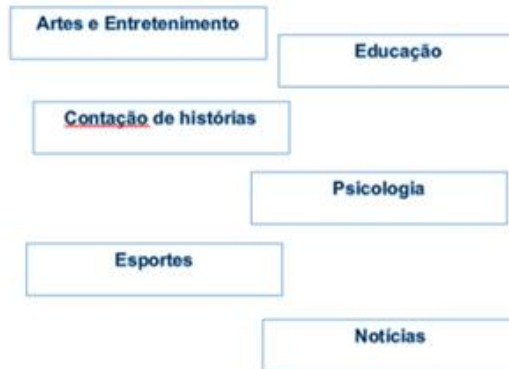 Artes e Entretenimento
Educação
Contação de histórias
Psicologia
Esportes
Notícias